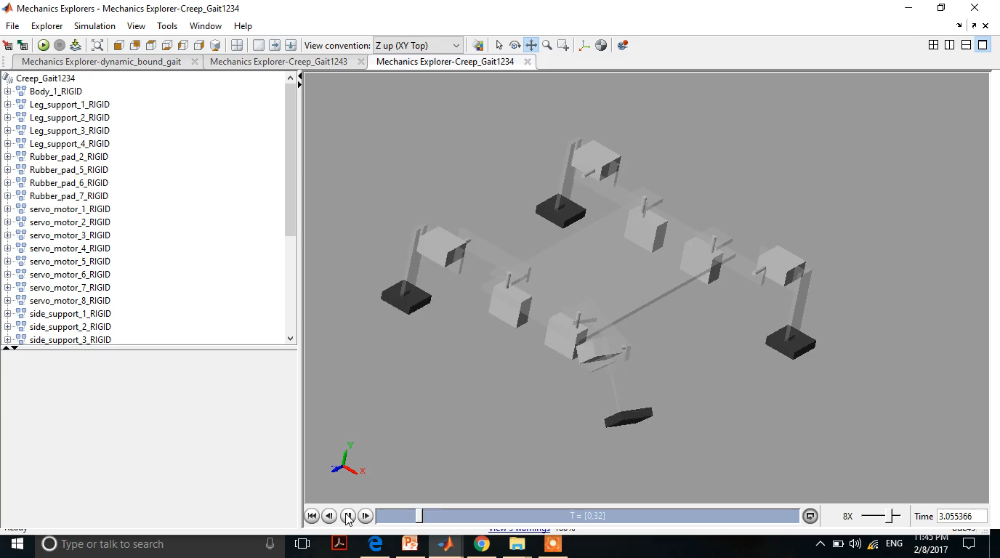 Mechanics Explorers - Mechanics Explorer-Creep_Gait1234
File Explorer Simulation View Tools Window Help
View convention: Z up (XY Top)
Mechanics Explorer-dynamic_bound_gait Mechanics Explorer-Creep_Gait1243 Mechanics Explorer-Creep_Gait1234
Creep_Gait1234
Body_1_RIGID
Leg_support_1_RIGID
Leg_support_2_RIGID
Leg_support_3_RIGID
Leg_support_4_RIGID
Rubber_pad_2_RIGID
Rubber_pad_5_RIGID
Rubber_pad_6_RIGID
Rubber_pad_7_RIGID
servo_motor_1_RIGID
servo_motor_2_RIGID
servo_motor_3_RIGID
servo_motor_4_RIGID
servo_motor_5_RIGID
servo_motor_6_RIGID
servo_motor_7_RIGID
servo_motor_8_RIGID
side_support_1_RIGID
side_support_2_RIGID
side_support_3_RIGID
Y
X
T = [0,32]
8X
Time 3.055366
Ready
View 5 warnings 100%
Type or talk to search
ENG
11:45 PM
2/8/2017